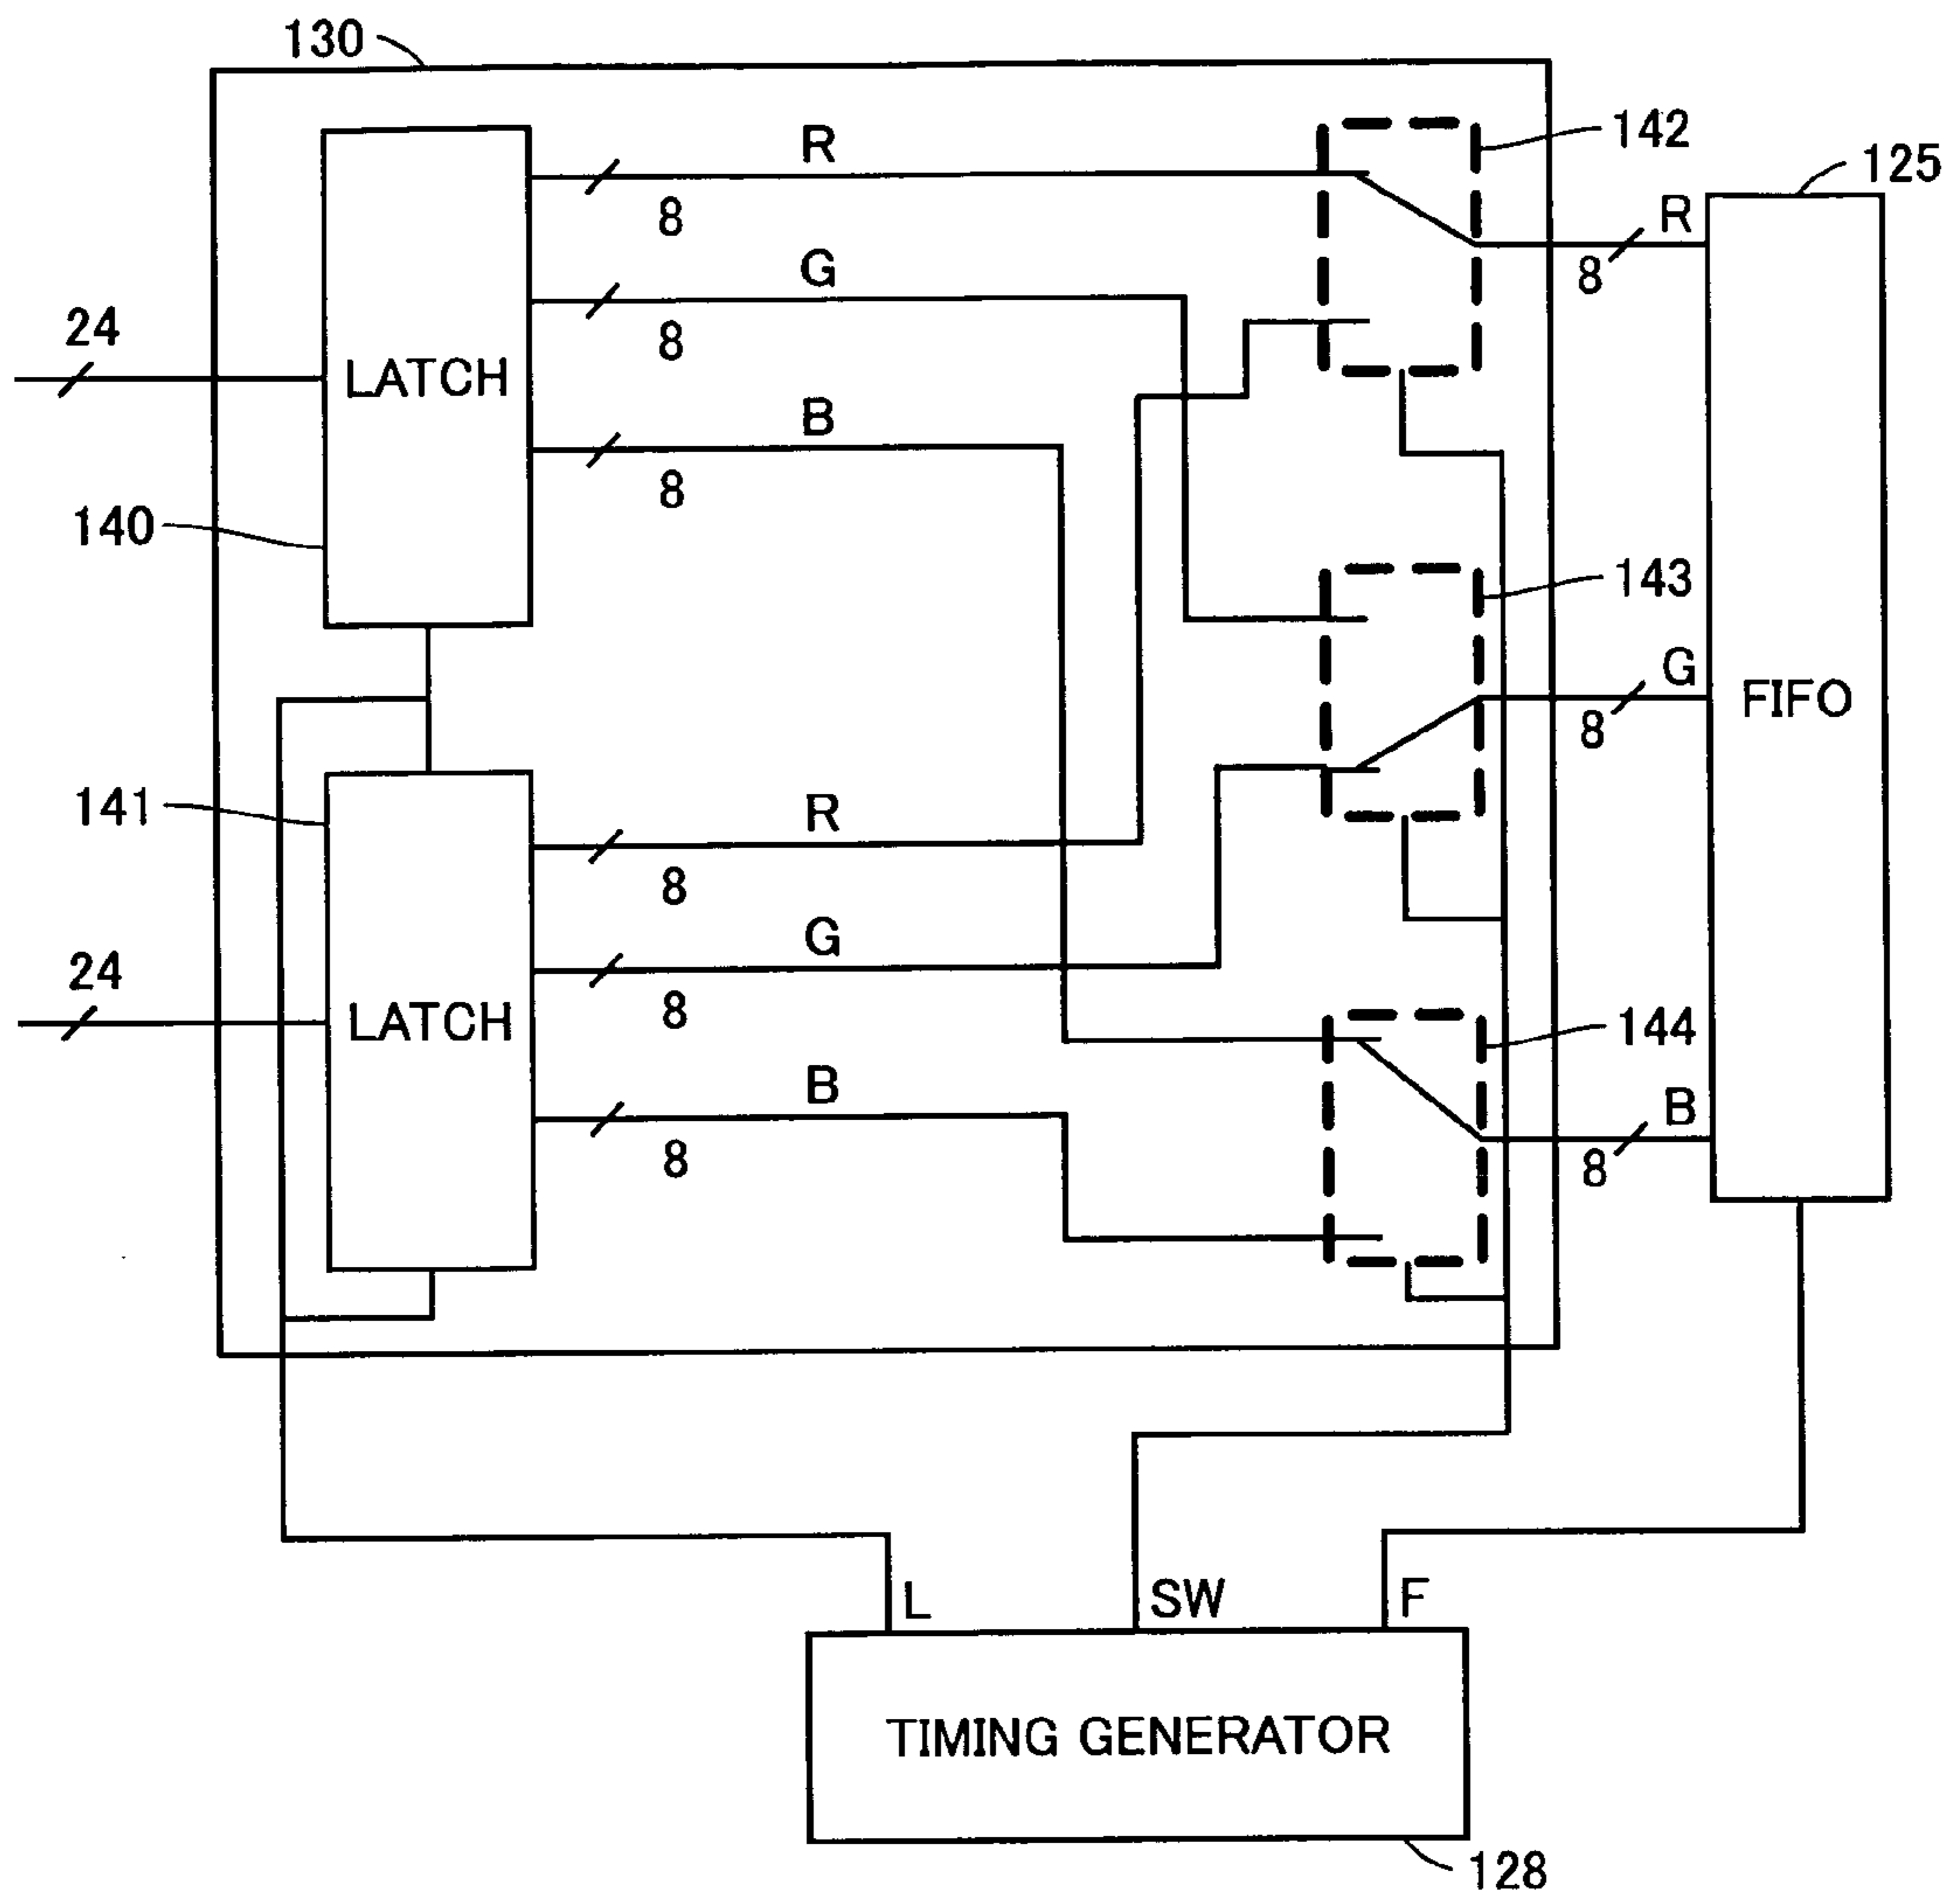 130
R
142
125
8
R
8
G
24
8
LATCH
B
8
140
143
G
FIFO
8
141
R
8
G
24
8
LATCH
144
B
B
8
8
L
SW
F
TIMING GENERATOR
128